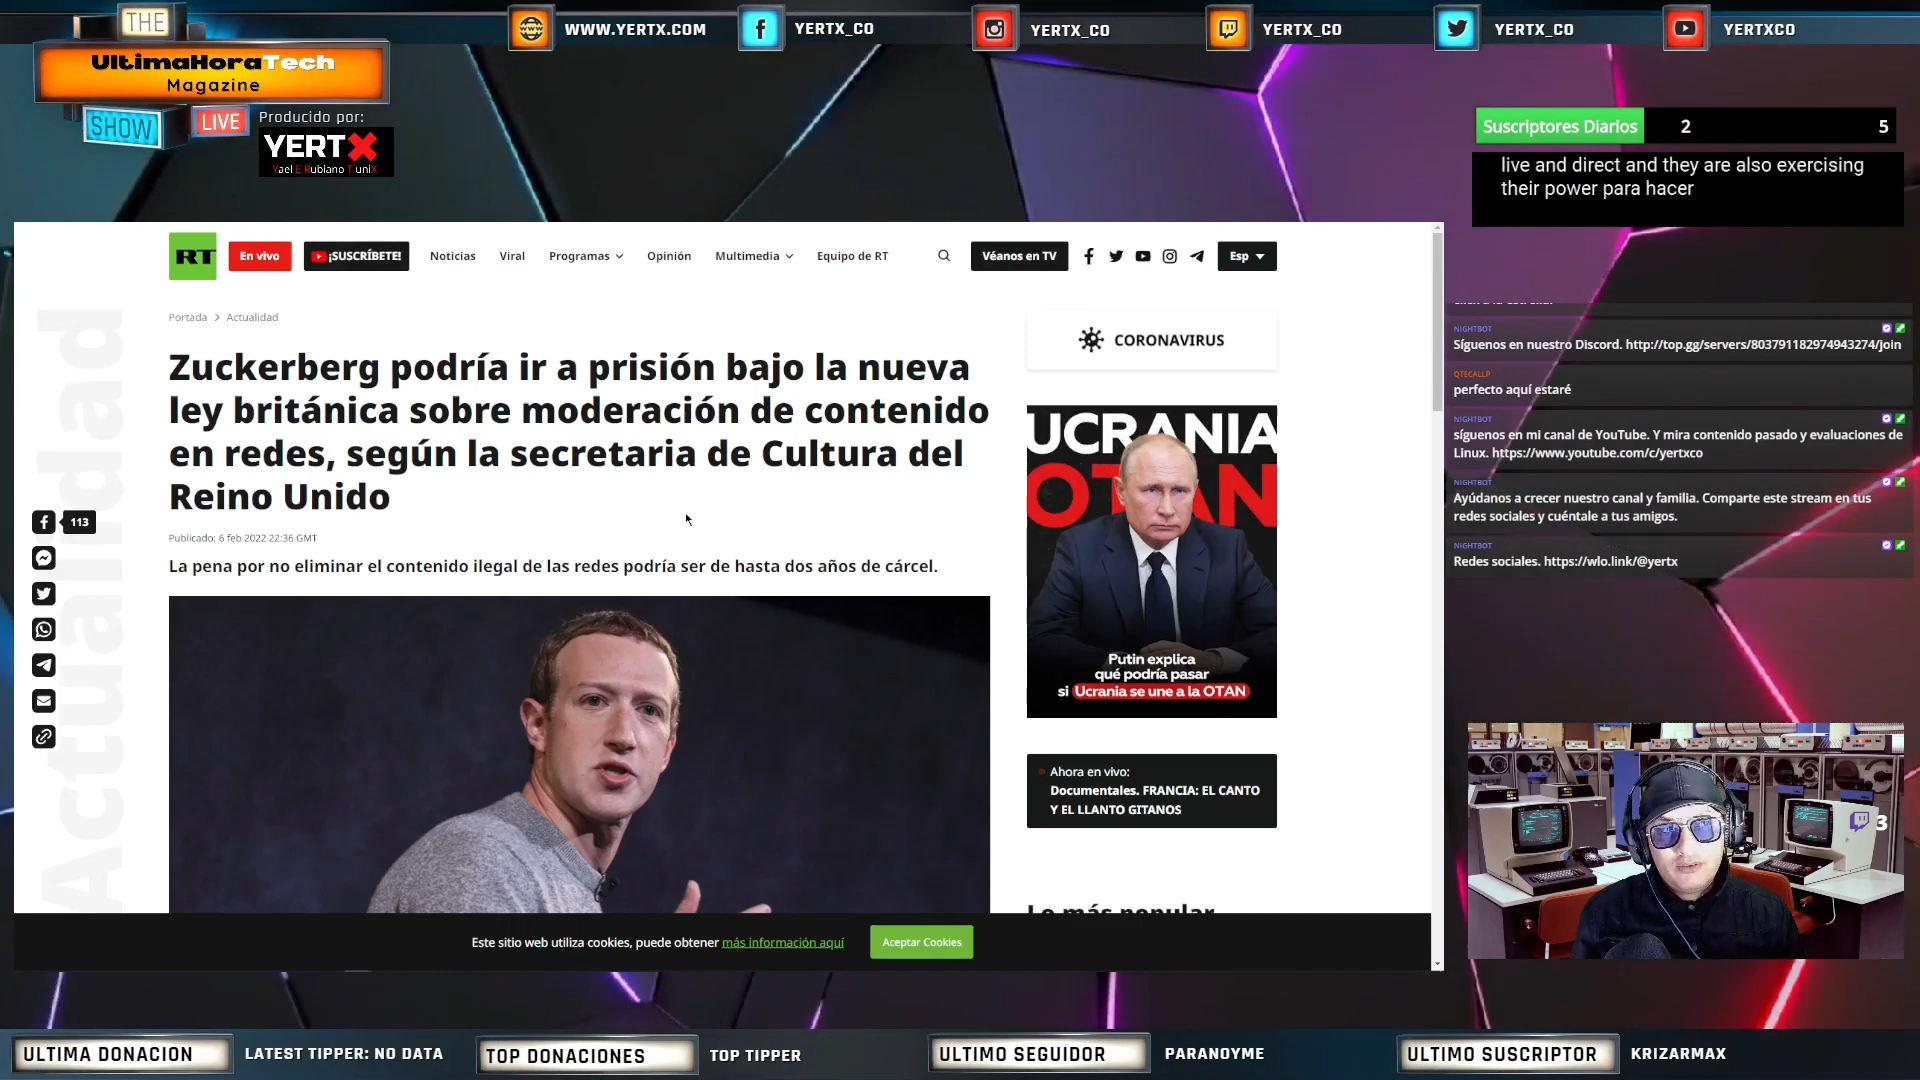 THE
UltimaHoraTech
Magazine
SHOW
LIVE
Producido por:
YERTX
Yael E Rubiano T uniX
WWW.YERTX.COM
YERTX_CO
YERTX_CO
YERTX_CO
YERTX_CO
YERTXCO
Suscriptores Diarios 2 5
live and direct and they are also exercising
their power para hacer
RT
En vivo
¡SUSCRÍBETE!
Noticias
Viral
Programas
Opinión
Multimedia
Equipo de RT
Véanos en TV
Esp
Actualidad
Portada > Actualidad
Zuckerberg podría ir a prisión bajo la nueva
ley británica sobre moderación de contenido
en redes, según la secretaria de Cultura del
Reino Unido
113
Publicado: 6 feb 2022 22:36 GMT
La pena por no eliminar el contenido ilegal de las redes podría ser de hasta dos años de cárcel.
CORONAVIRUS
UCRANIA
OTAN
Putin explica
qué podría pasar
si Ucrania se une a la OTAN
Ahora en vivo:
Documentales. FRANCIA: EL CANTO
Y EL LLANTO GITANOS
Lo más popular
Este sitio web utiliza cookies, puede obtener más información aquí
Aceptar Cookies
NIGHTBOT
Síguenos en nuestro Discord. http://top.gg/servers/803791182974943274/join
QTECALLP
perfecto aquí estaré
NIGHTBOT
síguenos en mi canal de YouTube. Y mira contenido pasado y evaluaciones de
Linux. https://www.youtube.com/c/yertxco
NIGHTBOT
Ayúdanos a crecer nuestro canal y familia. Comparte este stream en tus
redes sociales y cuéntale a tus amigos.
NIGHTBOT
Redes sociales. https://wlo.link/@yertx
3
ULTIMA DONACION
LATEST TIPPER: NO DATA
TOP DONACIONES
TOP TIPPER
ULTIMO SEGUIDOR
PARANOYME
ULTIMO SUSCRIPTOR
KRIZARMAX